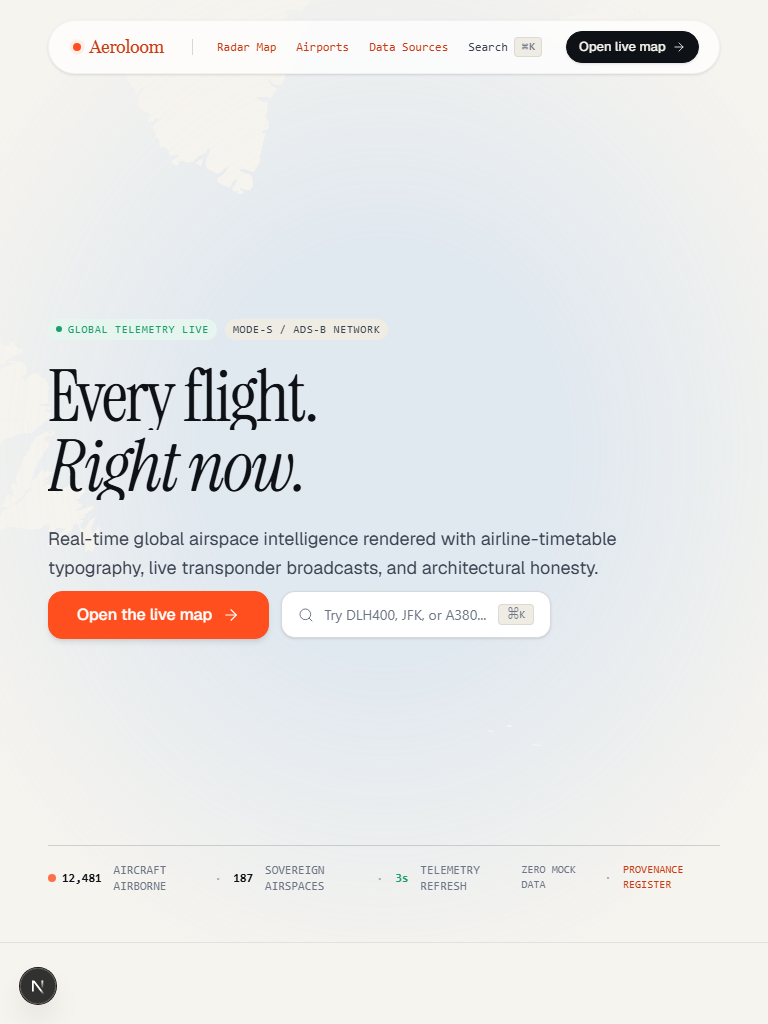 Aeroloom
Radar Map
Airports
Data Sources
Search ⌘K
Open live map →
GLOBAL TELEMETRY LIVE
MODE-S / ADS-B NETWORK
Every flight.
Right now.
Real-time global airspace intelligence rendered with airline-timetable
typography, live transponder broadcasts, and architectural honesty.
Open the live map →
Try DLH400, JFK, or A380... ⌘K
12,481 AIRCRAFT
AIRBORNE
· 187 SOVEREIGN
AIRSPACES
· 3s TELEMETRY
REFRESH
ZERO MOCK
DATA
· PROVENANCE
REGISTER
N